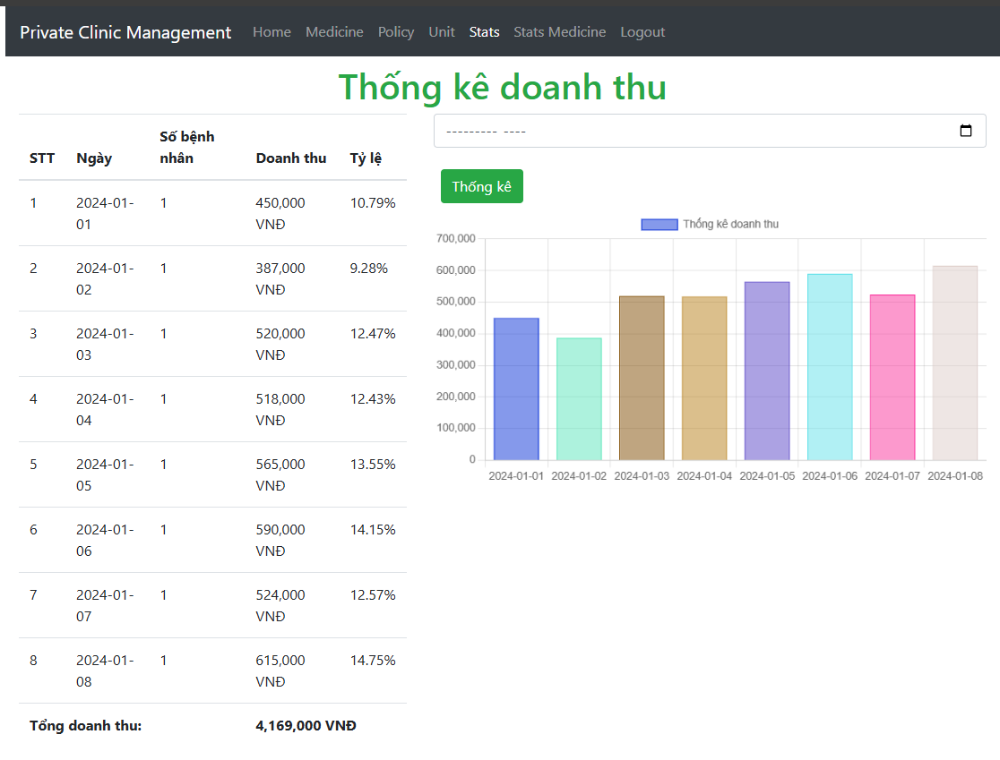 Private Clinic Management Home Medicine Policy Unit Stats Stats Medicine Logout
Thống kê doanh thu
STT Ngày Số bệnh nhân Doanh thu Tỷ lệ
1 2024-01-01 1 450,000 VNĐ 10.79%
2 2024-01-02 1 387,000 VNĐ 9.28%
3 2024-01-03 1 520,000 VNĐ 12.47%
4 2024-01-04 1 518,000 VNĐ 12.43%
5 2024-01-05 1 565,000 VNĐ 13.55%
6 2024-01-06 1 590,000 VNĐ 14.15%
7 2024-01-07 1 524,000 VNĐ 12.57%
8 2024-01-08 1 615,000 VNĐ 14.75%
Tổng doanh thu: 4,169,000 VNĐ
--------- ----
Thống kê
Thống kê doanh thu
700,000
600,000
500,000
400,000
300,000
200,000
100,000
0
2024-01-01 2024-01-02 2024-01-03 2024-01-04 2024-01-05 2024-01-06 2024-01-07 2024-01-08